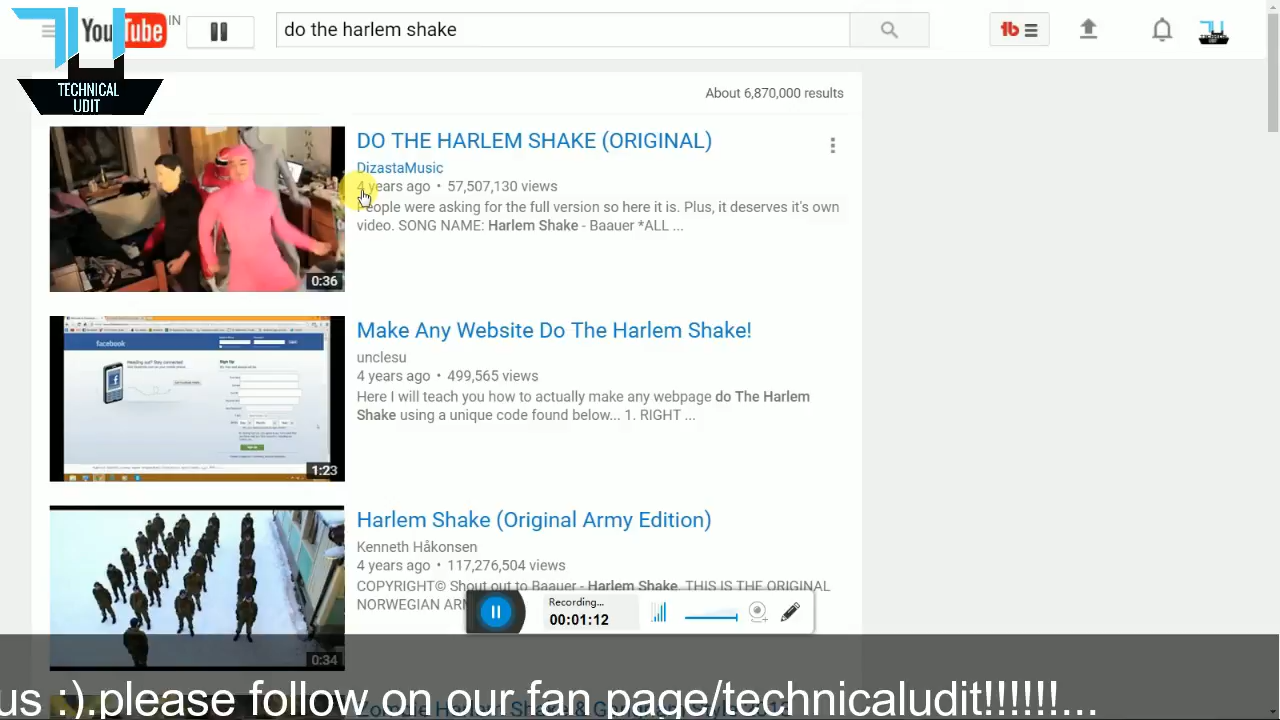 YouTube IN
do the harlem shake
tb
TECHNICAL
UDIT
About 6,870,000 results
DO THE HARLEM SHAKE (ORIGINAL)
DizastaMusic
4 years ago • 57,507,130 views
People were asking for the full version so here it is. Plus, it deserves it's own
video. SONG NAME: Harlem Shake - Baauer *ALL ...
0:36
Make Any Website Do The Harlem Shake!
unclesu
4 years ago • 499,565 views
Here I will teach you how to actually make any webpage do The Harlem
Shake using a unique code found below... 1. RIGHT ...
facebook
1:23
Harlem Shake (Original Army Edition)
Kenneth Håkonsen
4 years ago • 117,276,504 views
COPYRIGHT© Shout out to Baauer - Harlem Shake. THIS IS THE ORIGINAL
NORWEGIAN
0:34
Recording...
00:01:12
us :).please follow on our fan page/technicaludit!!!!!!...